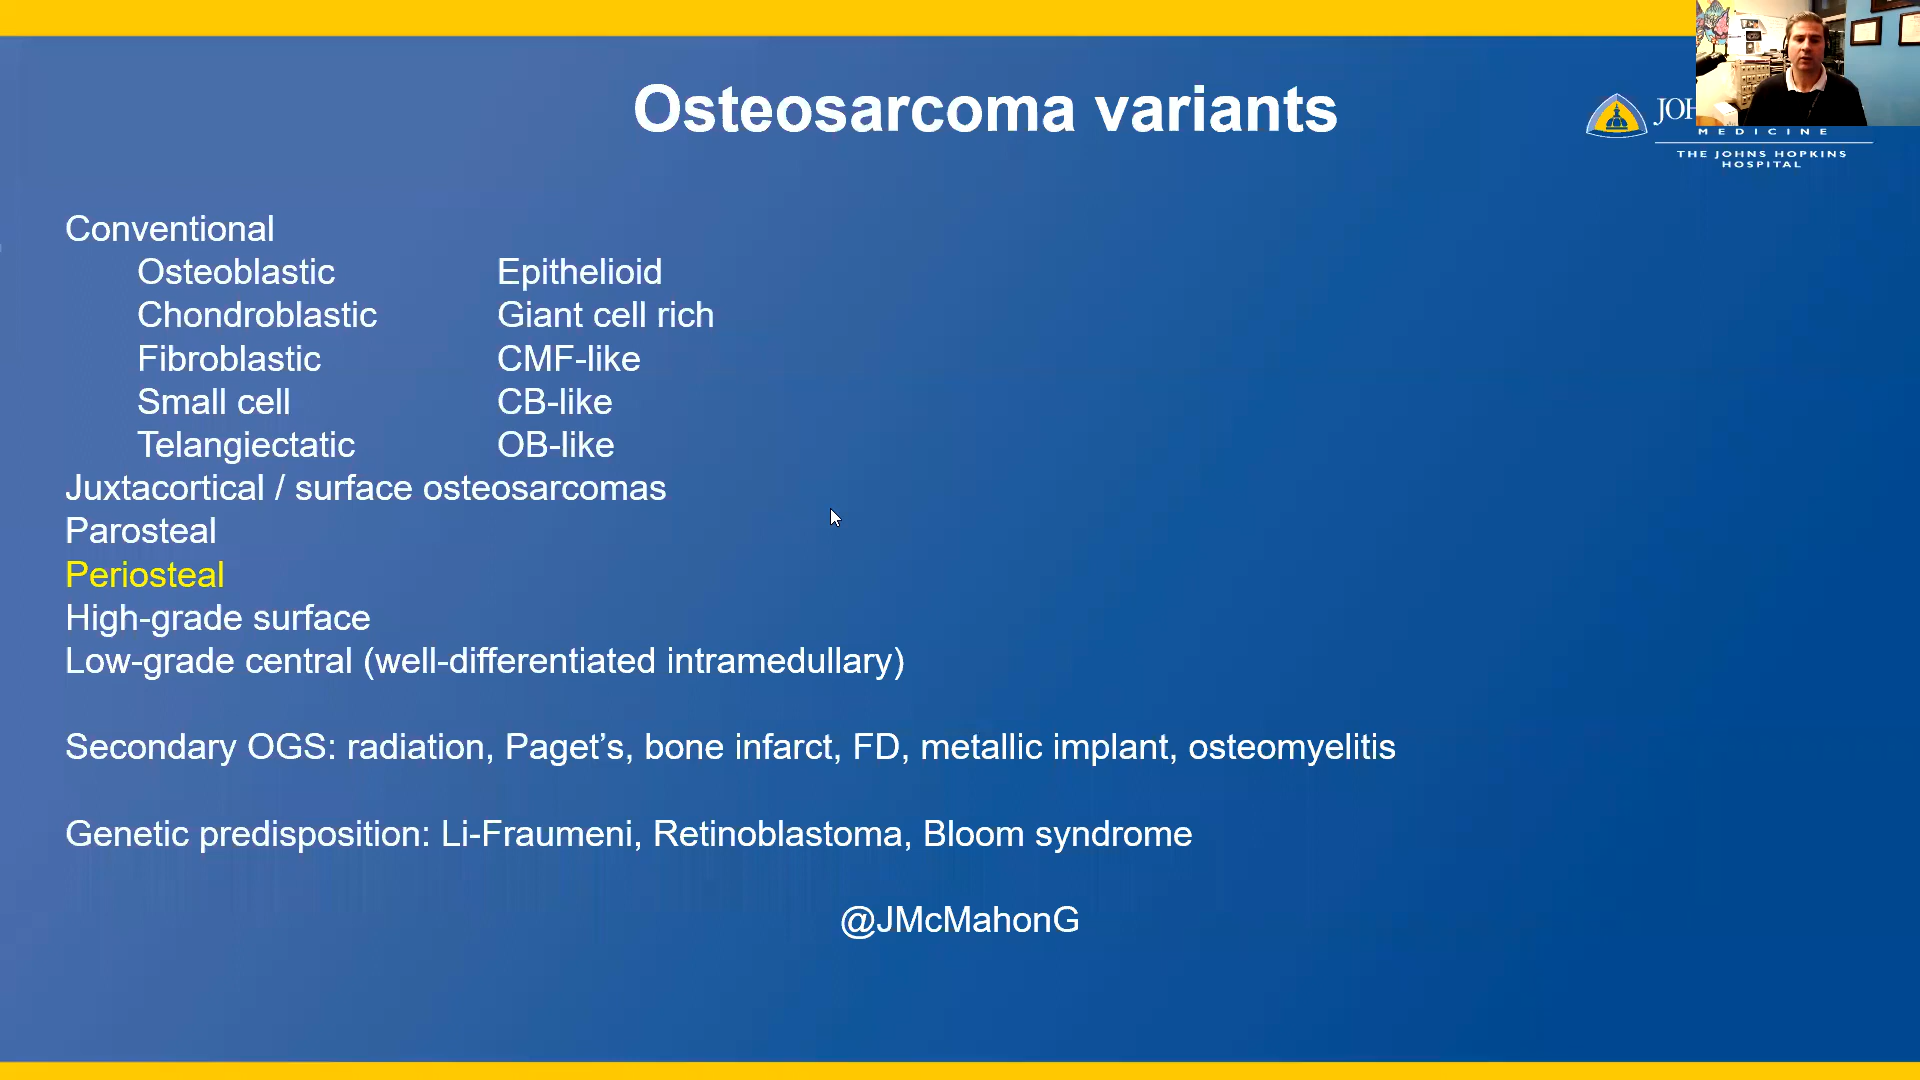 Osteosarcoma variants
MEDICINE
THE JOHNS HOPKINS
HOSPITAL
Conventional
Osteoblastic Epithelioid
Chondroblastic Giant cell rich
Fibroblastic CMF-like
Small cell CB-like
Telangiectatic OB-like
Juxtacortical / surface osteosarcomas
Parosteal
Periosteal
High-grade surface
Low-grade central (well-differentiated intramedullary)
Secondary OGS: radiation, Paget’s, bone infarct, FD, metallic implant, osteomyelitis
Genetic predisposition: Li-Fraumeni, Retinoblastoma, Bloom syndrome
@JMcMahonG